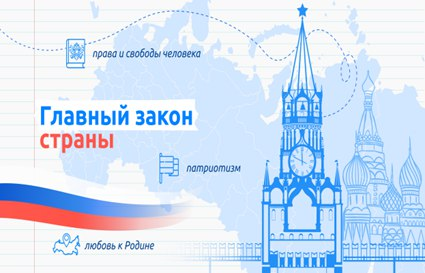 права и свободы человека
Главный закон
страны
патриотизм
любовь к Родине